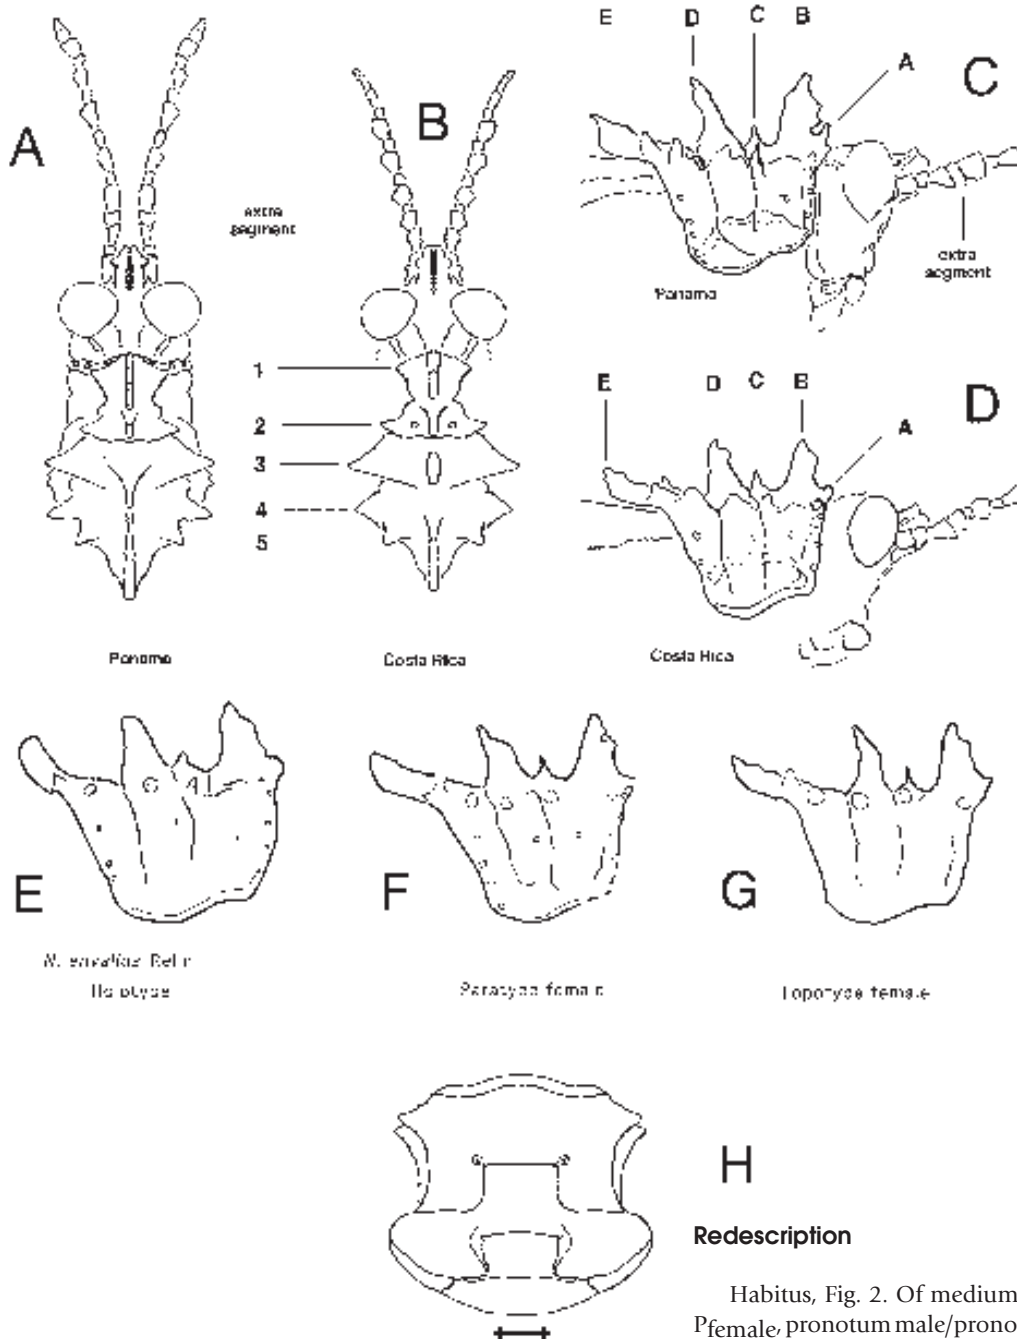 E D C B
A
C
A
B
extra
segment
extra
segment
Panama
1
2
3
4
5
E D C B
D
A
Panama
Costa Rica
Costa Rica
E
F
G
Holotype
Paratype female
Topotype female
H
Redescription
Habitus, Fig. 2. Of medium
Pfemale, pronotum male/prono